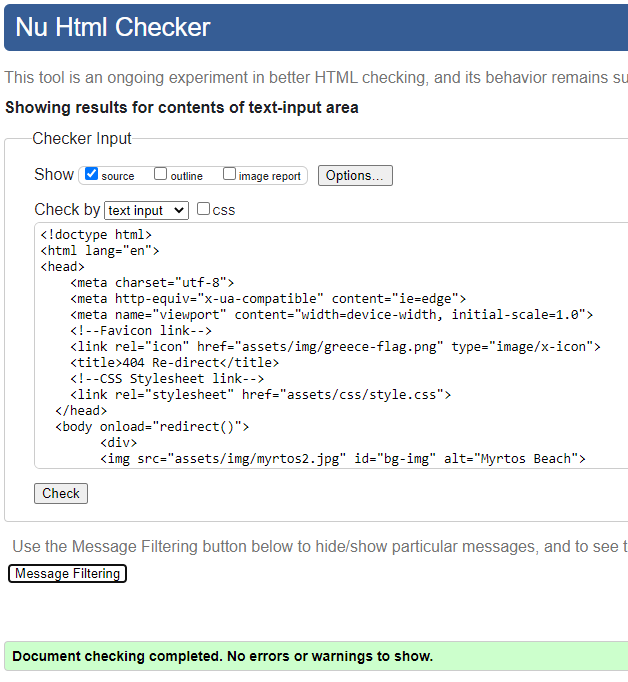 Nu Html Checker
This tool is an ongoing experiment in better HTML checking, and its behavior remains su
Showing results for contents of text-input area
Checker Input
Show source outline image report Options...
Check by text input css
<!doctype html>
<html lang="en">
<head>
<meta charset="utf-8">
<meta http-equiv="x-ua-compatible" content="ie=edge">
<meta name="viewport" content="width=device-width, initial-scale=1.0">
<!--Favicon link-->
<link rel="icon" href="assets/img/greece-flag.png" type="image/x-icon">
<title>404 Re-direct</title>
<!--CSS Stylesheet link-->
<link rel="stylesheet" href="assets/css/style.css">
</head>
<body onload="redirect()">
<div>
<img src="assets/img/myrtos2.jpg" id="bg-img" alt="Myrtos Beach">
Check
Use the Message Filtering button below to hide/show particular messages, and to see t
Message Filtering
Document checking completed. No errors or warnings to show.